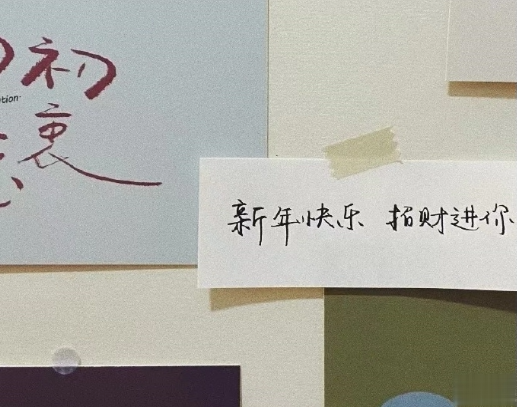 初
衷
新年快乐 招财进你